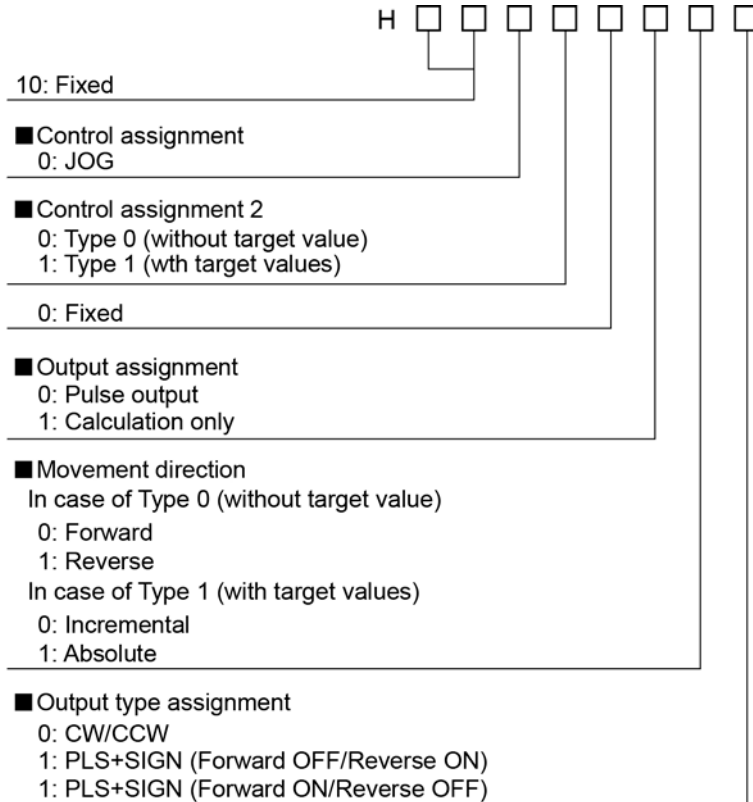 H □ □ □ □ □ □ □ □
10: Fixed
■ Control assignment
0: JOG
■ Control assignment 2
0: Type 0 (without target value)
1: Type 1 (wth target values)
0: Fixed
■ Output assignment
0: Pulse output
1: Calculation only
■ Movement direction
In case of Type 0 (without target value)
0: Forward
1: Reverse
In case of Type 1 (with target values)
0: Incremental
1: Absolute
■ Output type assignment
0: CW/CCW
1: PLS+SIGN (Forward OFF/Reverse ON)
1: PLS+SIGN (Forward ON/Reverse OFF)